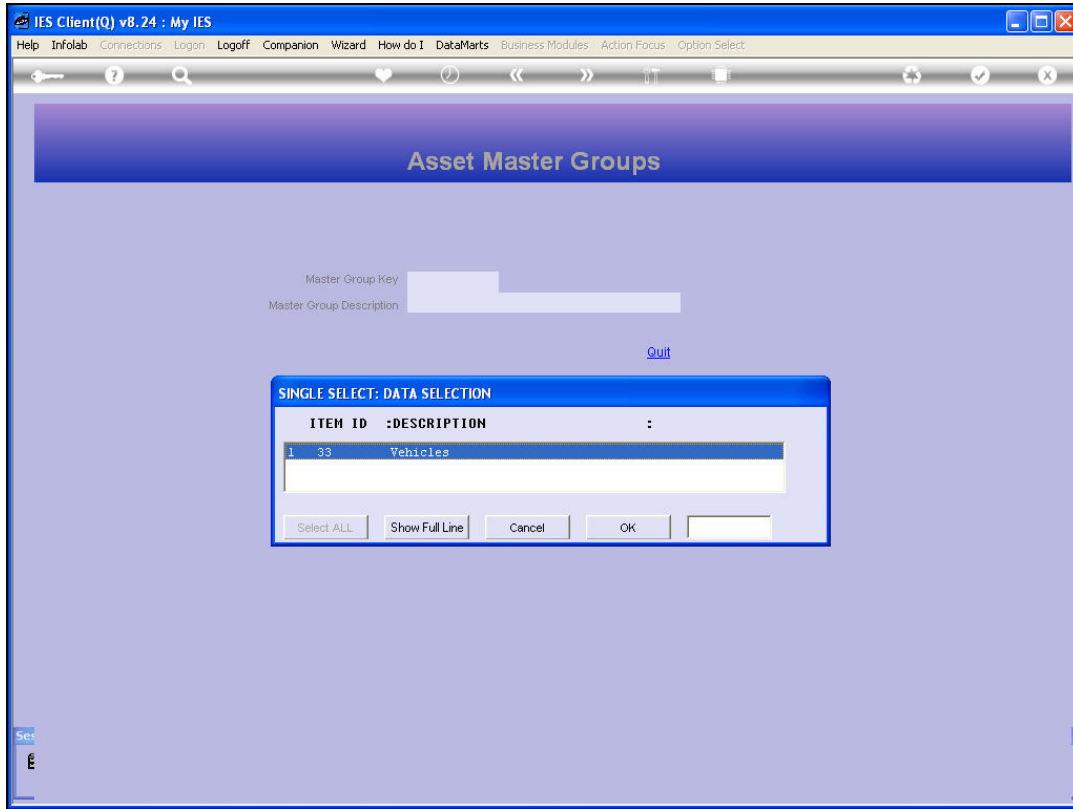 IES Client(Q) v8.24 : My IES
Help Infolab Connections Logon Logoff Companion Wizard How do I DataMarts Business Modules Action Focus Option Select
Asset Master Groups
Master Group Key
Master Group Description
Quit
SINGLE SELECT: DATA SELECTION
ITEM ID :DESCRIPTION :
1 33 Vehicles
Select ALL Show Full Line Cancel OK
Ses